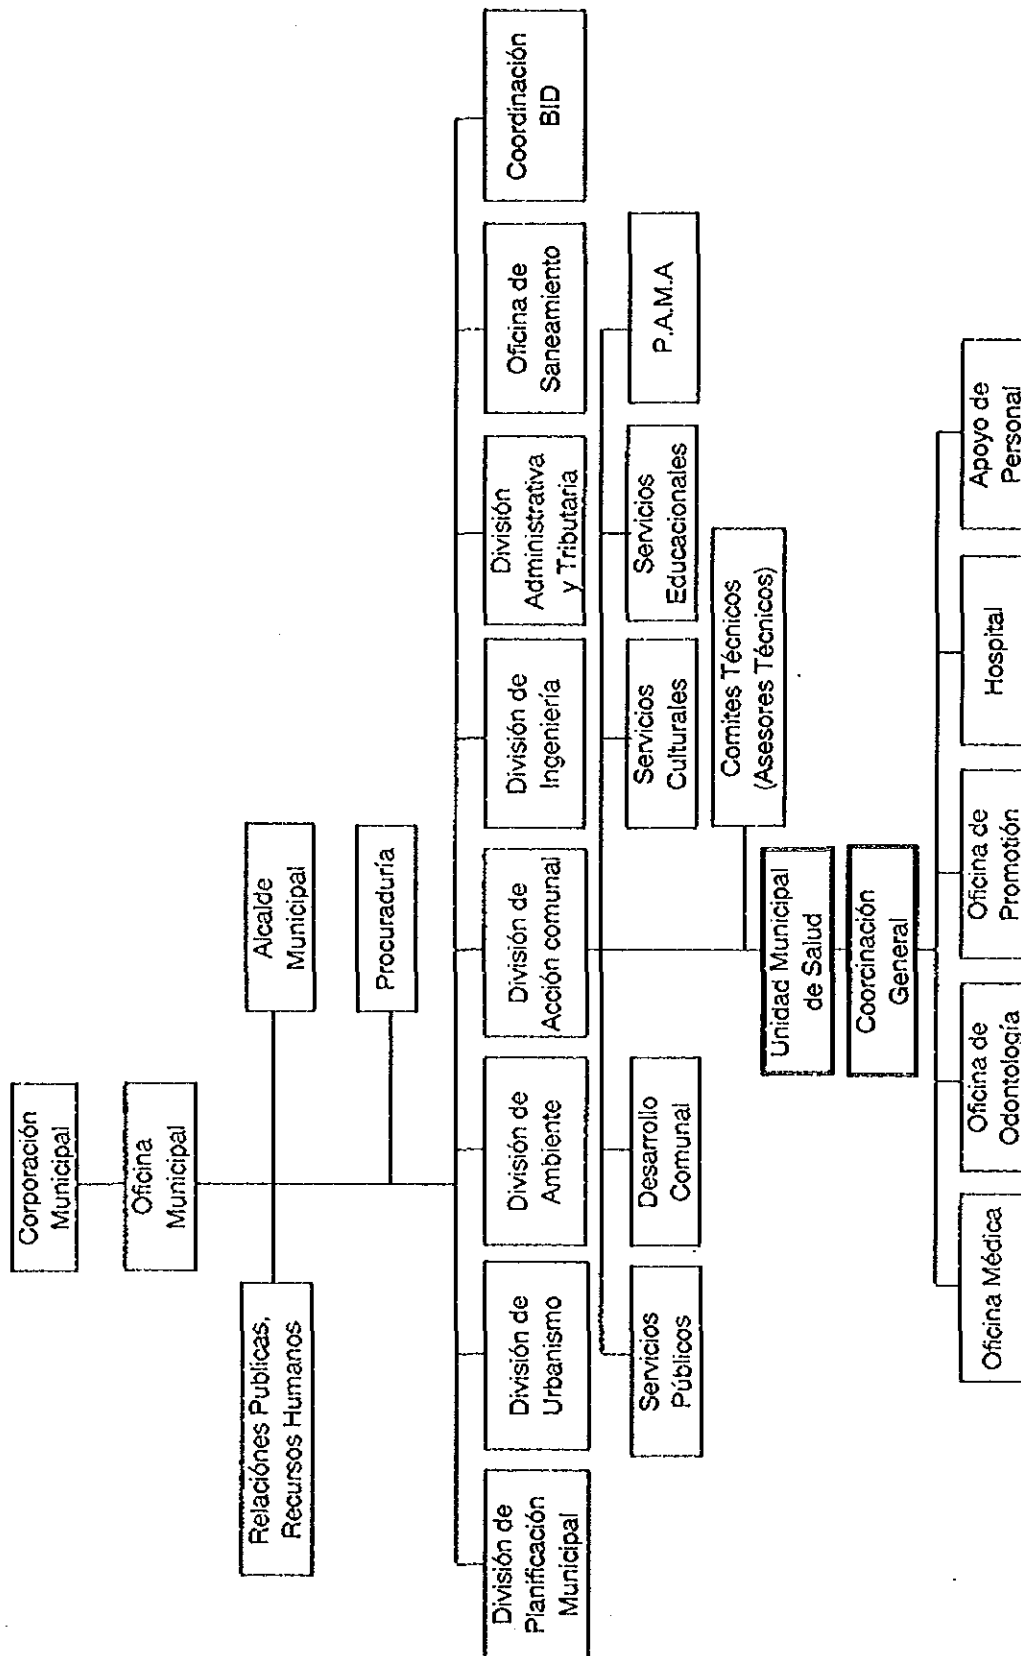 Corporación
Municipal
Oficina
Municipal
Relaciónes Publicas,
Recursos Humanos
Alcalde
Municipal
Procuraduría
División de
Planificación
Municipal
División de
Urbanismo
División de
Ambiente
División de
Acción comunal
División de
Ingeniería
División
Administrativa
y Tributaria
Oficina de
Saneamiento
Coordinación
BID
Servicios
Públicos
Desarrollo
Comunal
Servicios
Culturales
Servicios
Educacionales
P.A.M.A
Comites Técnicos
(Asesores Técnicos)
Unidad Municipal
de Salud
Coorcinación
General
Oficina Médica
Oficina de
Odontología
Oficina de
Promotión
Hospital
Apoyo de
Personal